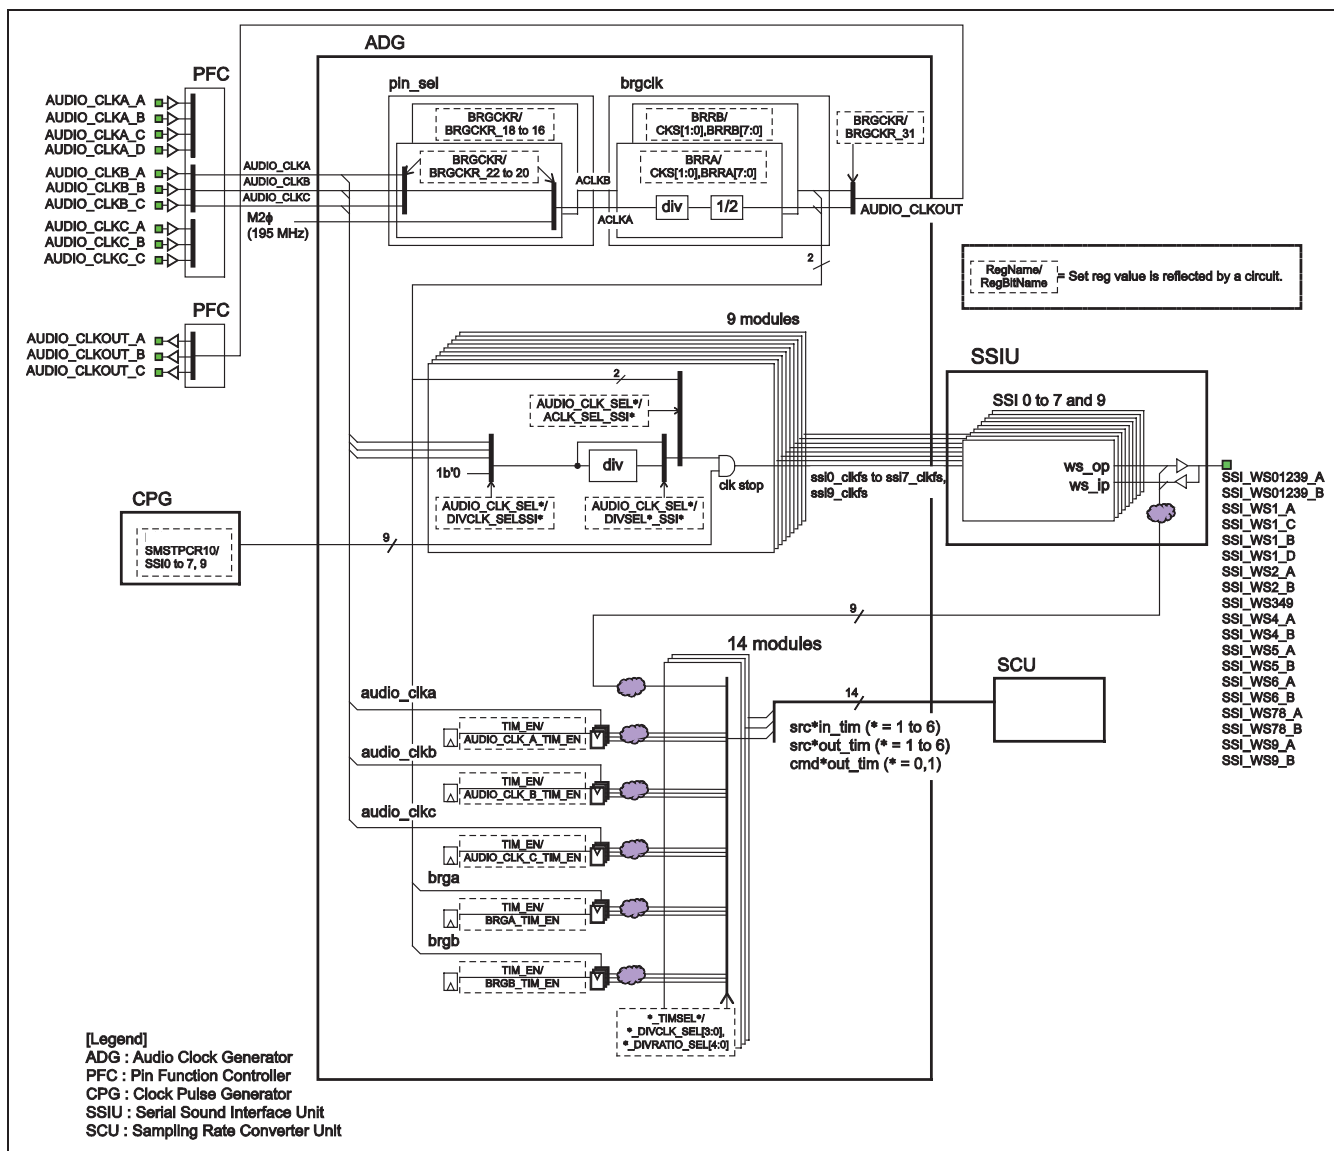 ADG
PFC
pin_sel
brgclk
AUDIO_CLKA_A
AUDIO_CLKA_B
AUDIO_CLKA_C
AUDIO_CLKA_D
AUDIO_CLKB_A
AUDIO_CLKB_B
AUDIO_CLKB_C
AUDIO_CLKC_A
AUDIO_CLKC_B
AUDIO_CLKC_C
AUDIO_CLKA
AUDIO_CLKB
AUDIO_CLKC
M2ϕ
(195 MHz)
BRGCKR/
BRGCKR_18 to 16
BRGCKR/
BRGCKR_22 to 20
ACLKB
ACLKA
BRRB/
CKS[1:0],BRRB[7:0]
BRRA/
CKS[1:0],BRRA[7:0]
div
1/2
BRGCKR/
BRGCKR_31
AUDIO_CLKOUT
2
RegName/
RegBitName
= Set reg value is reflected by a circuit.
PFC
AUDIO_CLKOUT_A
AUDIO_CLKOUT_B
AUDIO_CLKOUT_C
9 modules
2
AUDIO_CLK_SEL*/
ACLK_SEL_SSI*
1b'0
div
clk stop
AUDIO_CLK_SEL*/
DIVCLK_SELSSI*
AUDIO_CLK_SEL*/
DIVSEL*_SSI*
ssi0_clkfs to ssi7_clkfs,
ssi9_clkfs
SSIU
SSI 0 to 7 and 9
ws_op
ws_ip
SSI_WS01239_A
SSI_WS01239_B
SSI_WS1_A
SSI_WS1_C
SSI_WS1_B
SSI_WS1_D
SSI_WS2_A
SSI_WS2_B
SSI_WS349
SSI_WS4_A
SSI_WS4_B
SSI_WS5_A
SSI_WS5_B
SSI_WS6_A
SSI_WS6_B
SSI_WS78_A
SSI_WS78_B
SSI_WS9_A
SSI_WS9_B
CPG
SMSTPCR10/
SSI0 to 7, 9
9
9
14 modules
SCU
14
src*in_tim (* = 1 to 6)
src*out_tim (* = 1 to 6)
cmd*out_tim (* = 0,1)
audio_clka
TIM_EN/
AUDIO_CLK_A_TIM_EN
audio_clkb
TIM_EN/
AUDIO_CLK_B_TIM_EN
audio_clkc
TIM_EN/
AUDIO_CLK_C_TIM_EN
brga
TIM_EN/
BRGA_TIM_EN
brgb
TIM_EN/
BRGB_TIM_EN
*_TIMSEL*/
*_DIVCLK_SEL[3:0],
*_DIVRATIO_SEL[4:0]
[Legend]
ADG : Audio Clock Generator
PFC : Pin Function Controller
CPG : Clock Pulse Generator
SSIU : Serial Sound Interface Unit
SCU : Sampling Rate Converter Unit